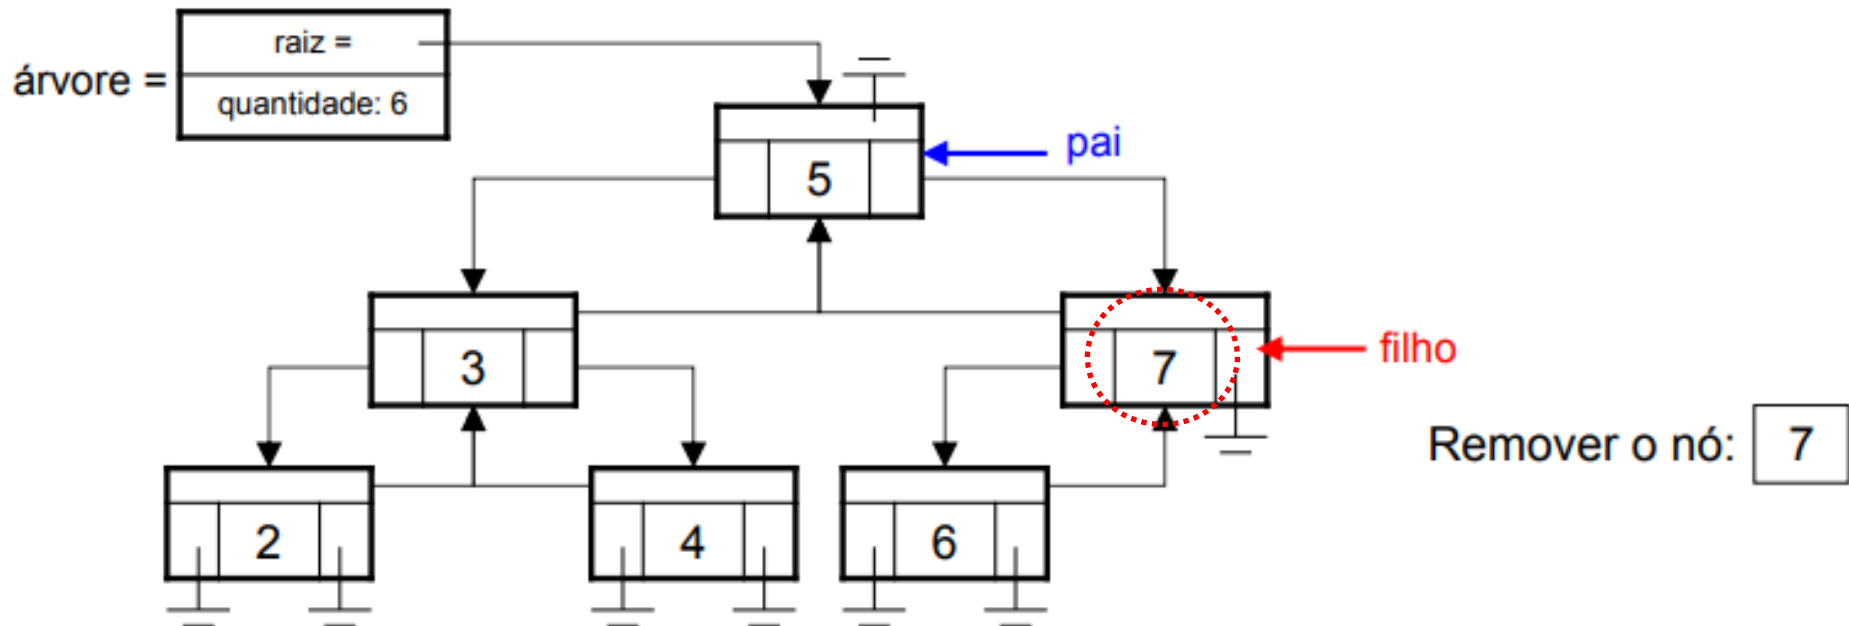 raiz =
árvore =
quantidade: 6
pai
5
3
7
filho
Remover o nó: 7
2
4
6